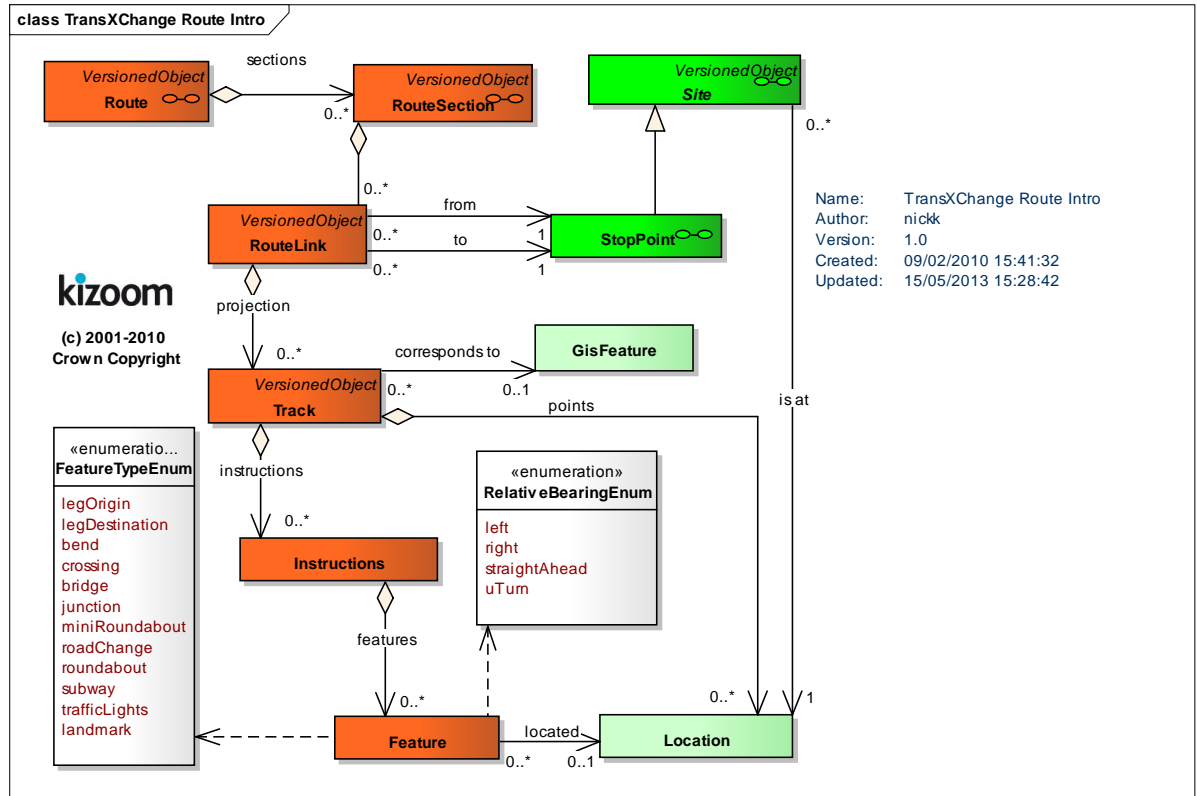 class TransXChange Route Intro
VersionedObject
Route
sections
0..*
VersionedObject
RouteSection
VersionedObject
Site
0..*
0..*
VersionedObject
RouteLink
from
0..*
1
to
0..*
1
StopPoint
Name: TransXChange Route Intro
Author: nickk
Version: 1.0
Created: 09/02/2010 15:41:32
Updated: 15/05/2013 15:28:42
kizoom
(c) 2001-2010
Crown Copyright
projection
0..*
corresponds to
0..*
0..1
GisFeature
VersionedObject
Track
points
is at
«enumeratio...
FeatureTypeEnum
legOrigin
legDestination
bend
crossing
bridge
junction
miniRoundabout
roadChange
roundabout
subway
trafficLights
landmark
instructions
0..*
Instructions
«enumeration»
RelativeBearingEnum
left
right
straightAhead
uTurn
features
0..*
Feature
located
0..*
0..1
0..*
1
Location